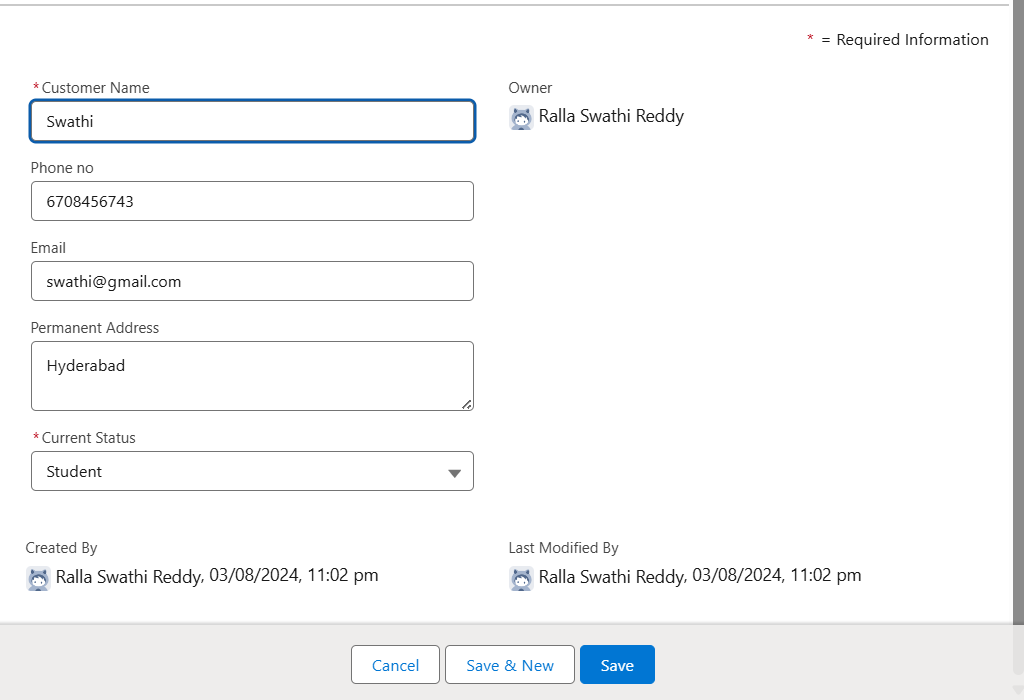 * = Required Information
*Customer Name
Swathi
Owner
Ralla Swathi Reddy
Phone no
6708456743
Email
swathi@gmail.com
Permanent Address
Hyderabad
*Current Status
Student
Created By
Ralla Swathi Reddy, 03/08/2024, 11:02 pm
Last Modified By
Ralla Swathi Reddy, 03/08/2024, 11:02 pm
Cancel
Save & New
Save